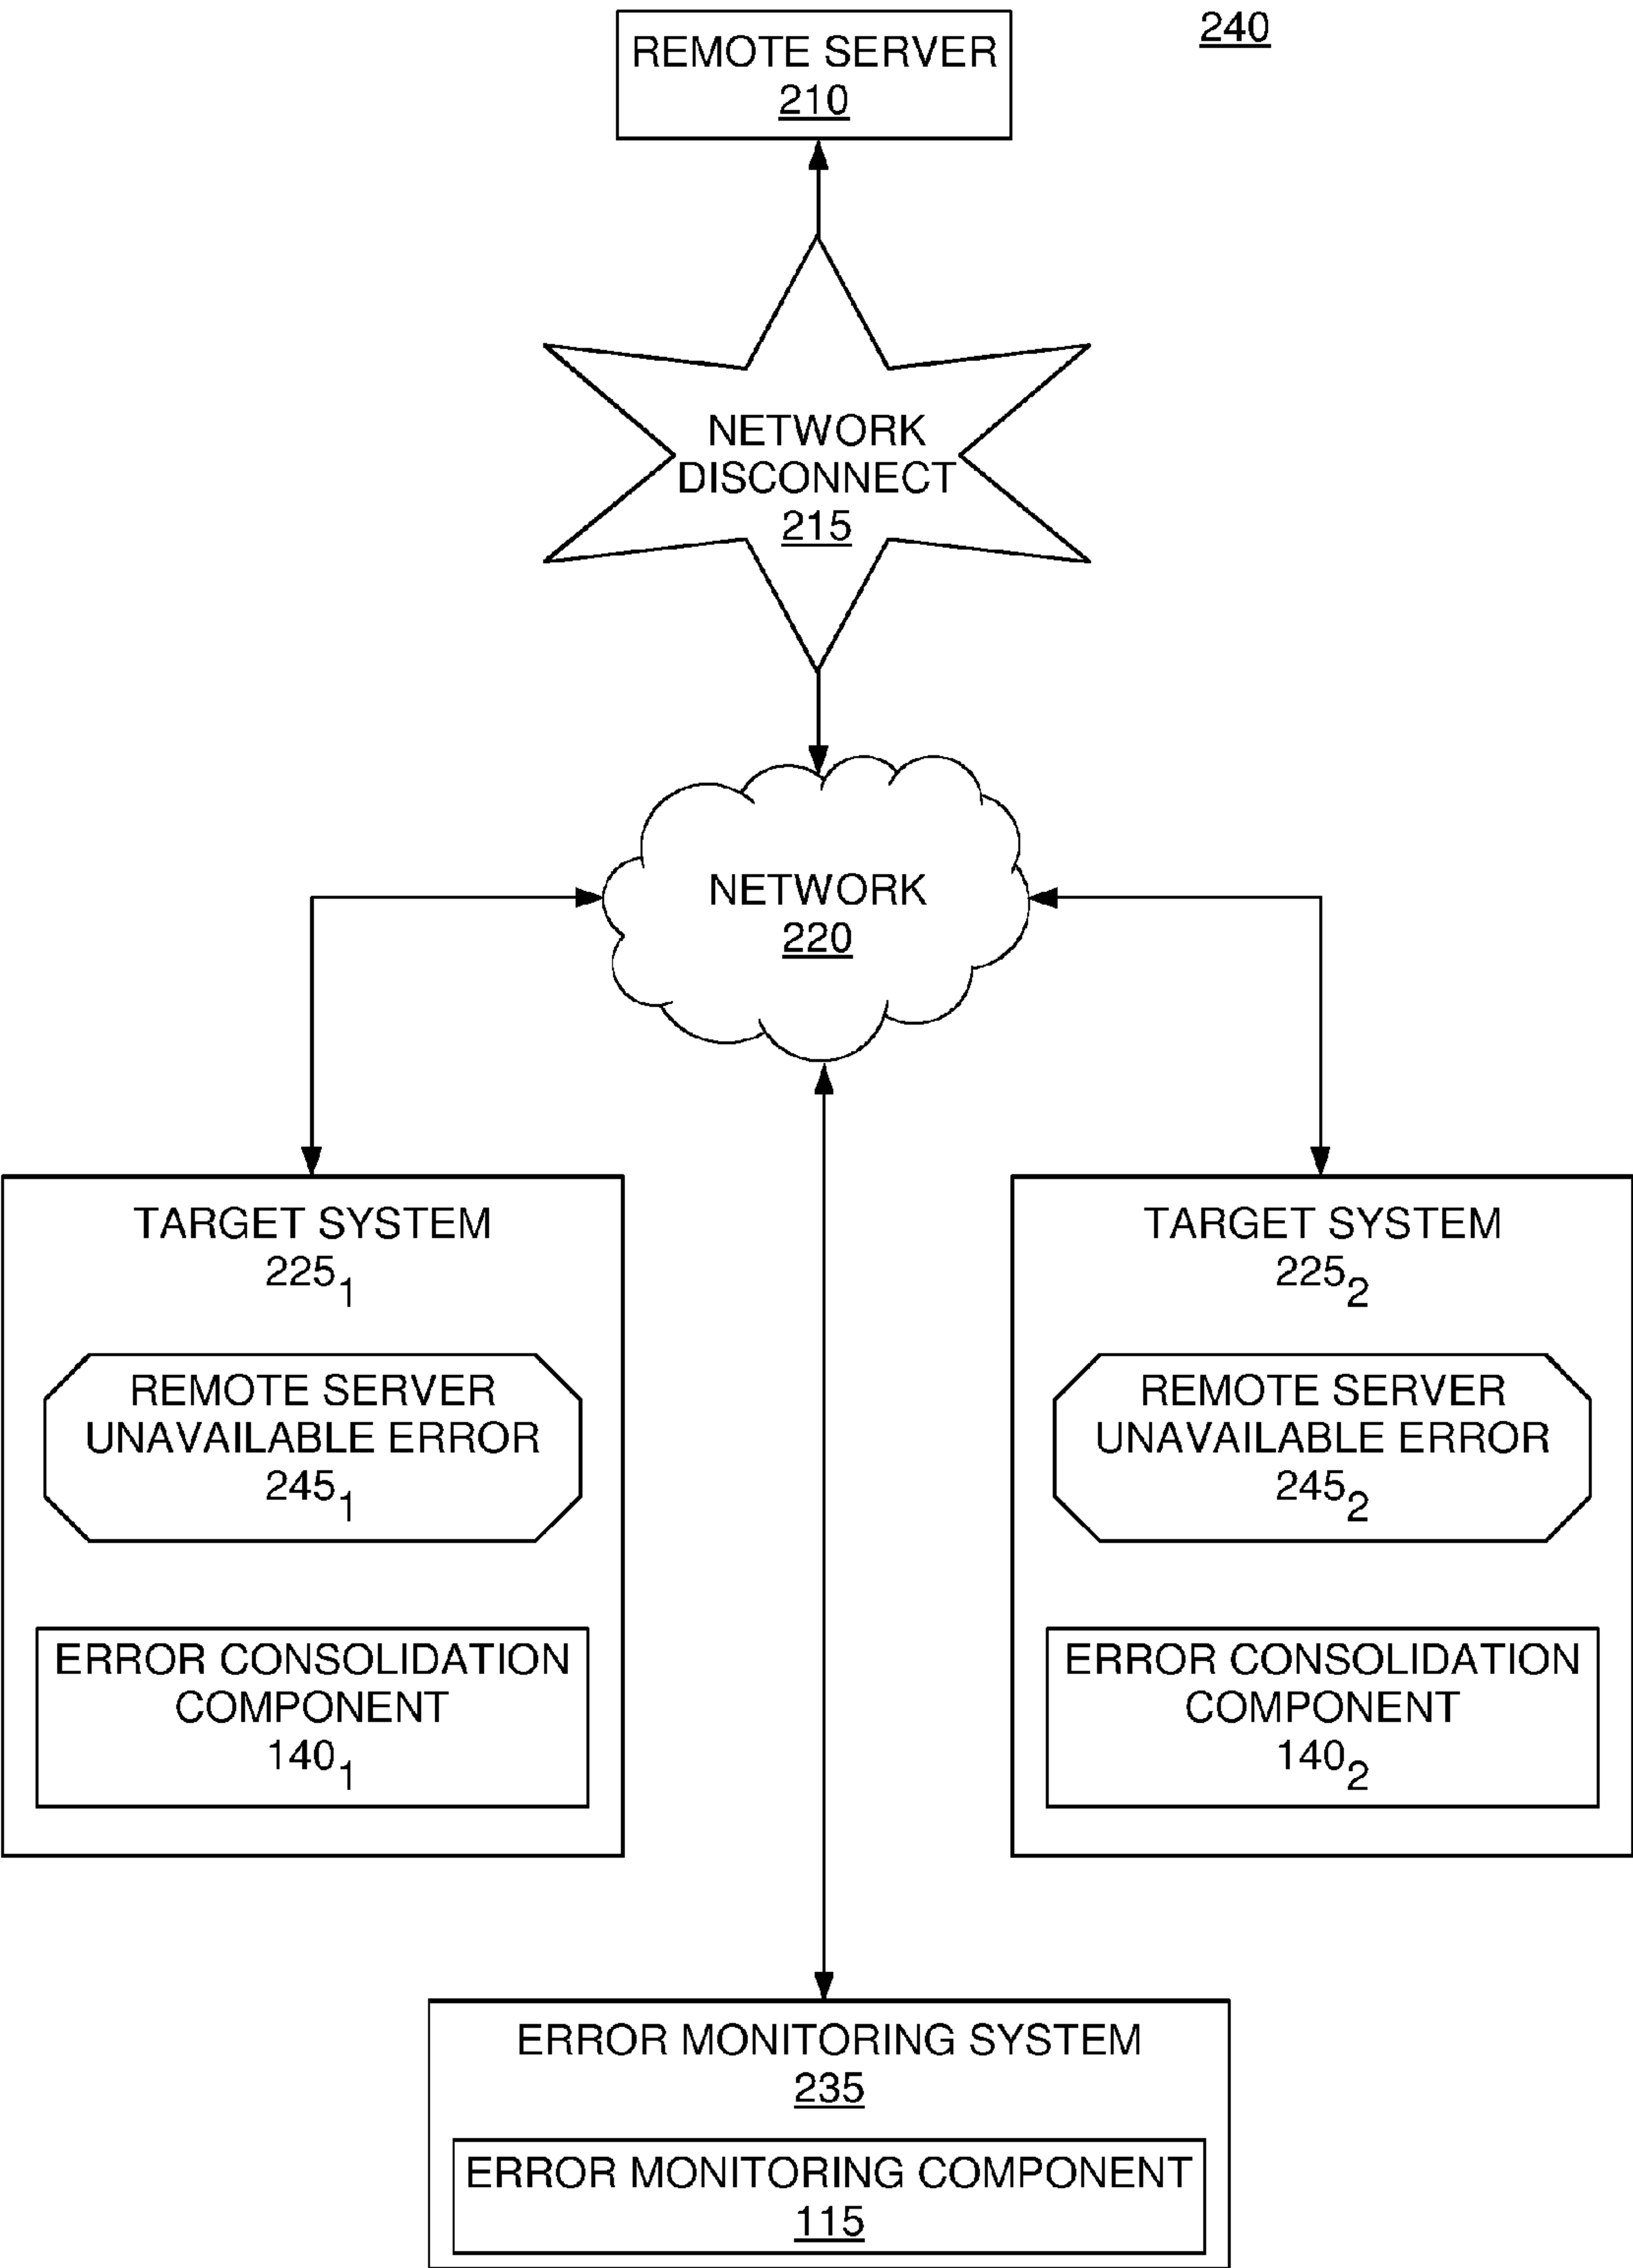 240
REMOTE SERVER
210
NETWORK
DISCONNECT
215
NETWORK
220
TARGET SYSTEM
225₁
REMOTE SERVER
UNAVAILABLE ERROR
245₁
ERROR CONSOLIDATION
COMPONENT
140₁
TARGET SYSTEM
225₂
REMOTE SERVER
UNAVAILABLE ERROR
245₂
ERROR CONSOLIDATION
COMPONENT
140₂
ERROR MONITORING SYSTEM
235
ERROR MONITORING COMPONENT
115